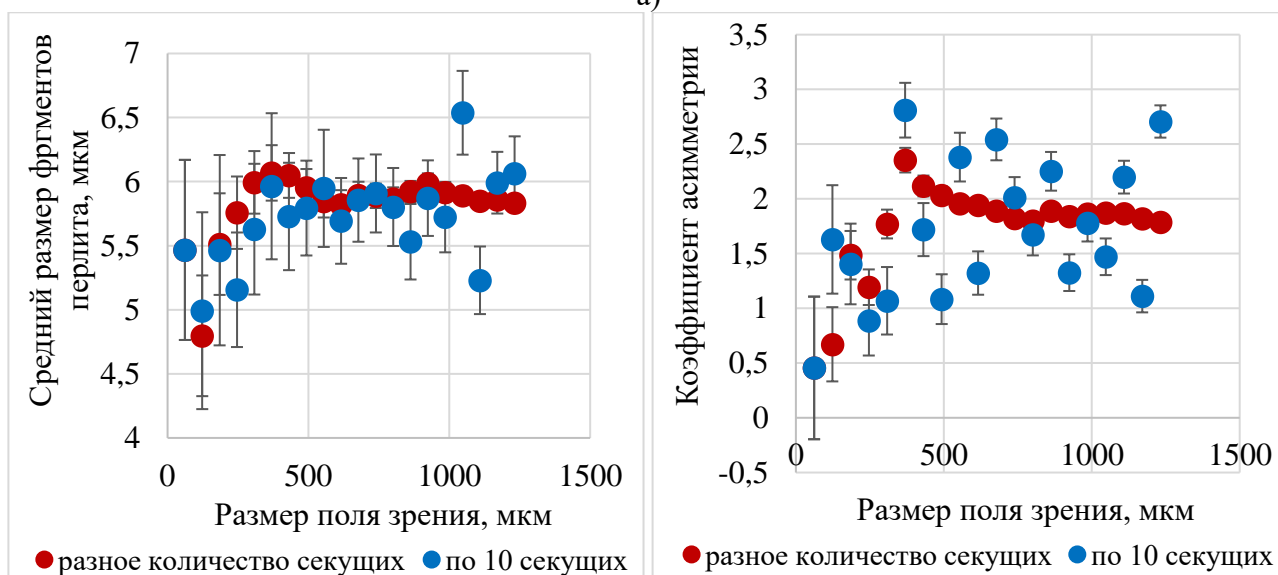 а)
7
6,5
6
5,5
5
4,5
4
0
500
1000
1500
Средний размер фргментов
перлита, мкм
Размер поля зрения, мкм
разное количество секущих
по 10 секущих
3,5
3
2,5
2
1,5
1
0,5
0
-0,5
0
500
1000
1500
Коэффициент асимметрии
Размер поля зрения, мкм
разное количество секущих
по 10 секущих